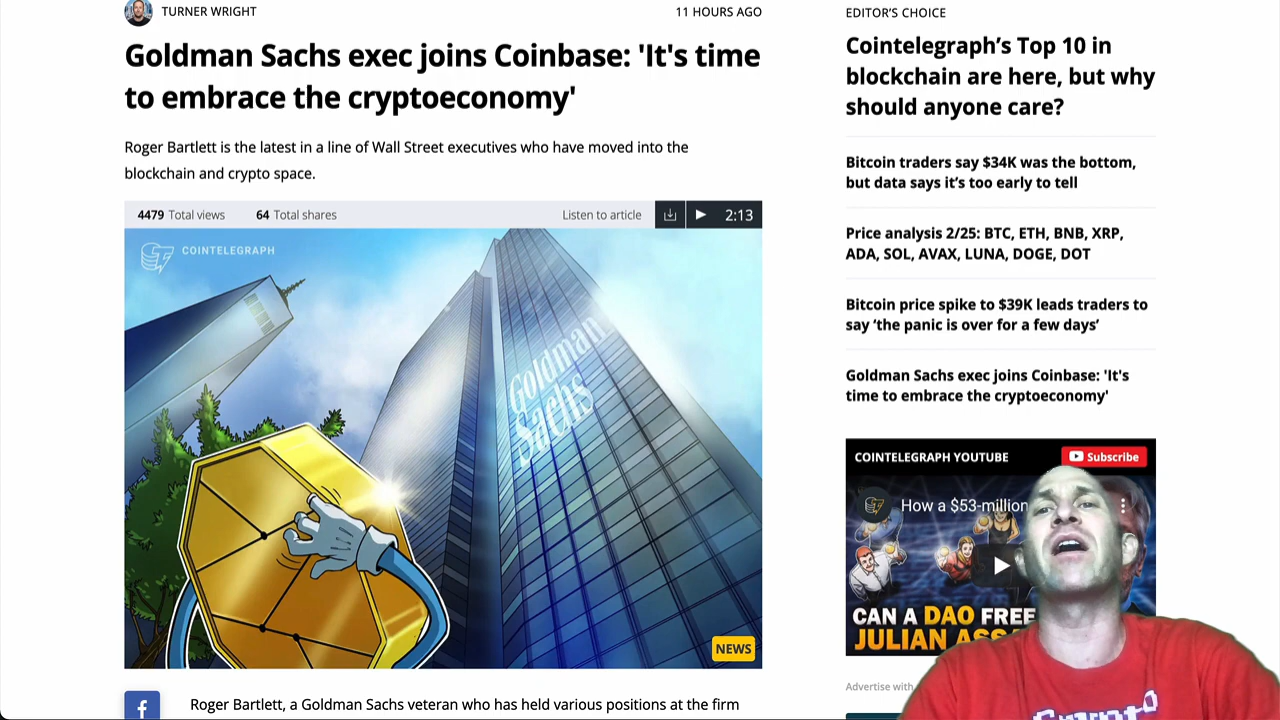 TURNER WRIGHT
11 HOURS AGO
Goldman Sachs exec joins Coinbase: 'It's time
to embrace the cryptoeconomy'
Roger Bartlett is the latest in a line of Wall Street executives who have moved into the
blockchain and crypto space.
4479 Total views 64 Total shares Listen to article 2:13
COINTELEGRAPH
Goldman
Sachs
NEWS
Roger Bartlett, a Goldman Sachs veteran who has held various positions at the firm
EDITOR'S CHOICE
Cointelegraph's Top 10 in
blockchain are here, but why
should anyone care?
Bitcoin traders say $34K was the bottom,
but data says it's too early to tell
Price analysis 2/25: BTC, ETH, BNB, XRP,
ADA, SOL, AVAX, LUNA, DOGE, DOT
Bitcoin price spike to $39K leads traders to
say 'the panic is over for a few days'
Goldman Sachs exec joins Coinbase: 'It's
time to embrace the cryptoeconomy'
COINTELEGRAPH YOUTUBE Subscribe
How a $53-million
CAN A DAO FREE
JULIAN
Advertise with
Crypto